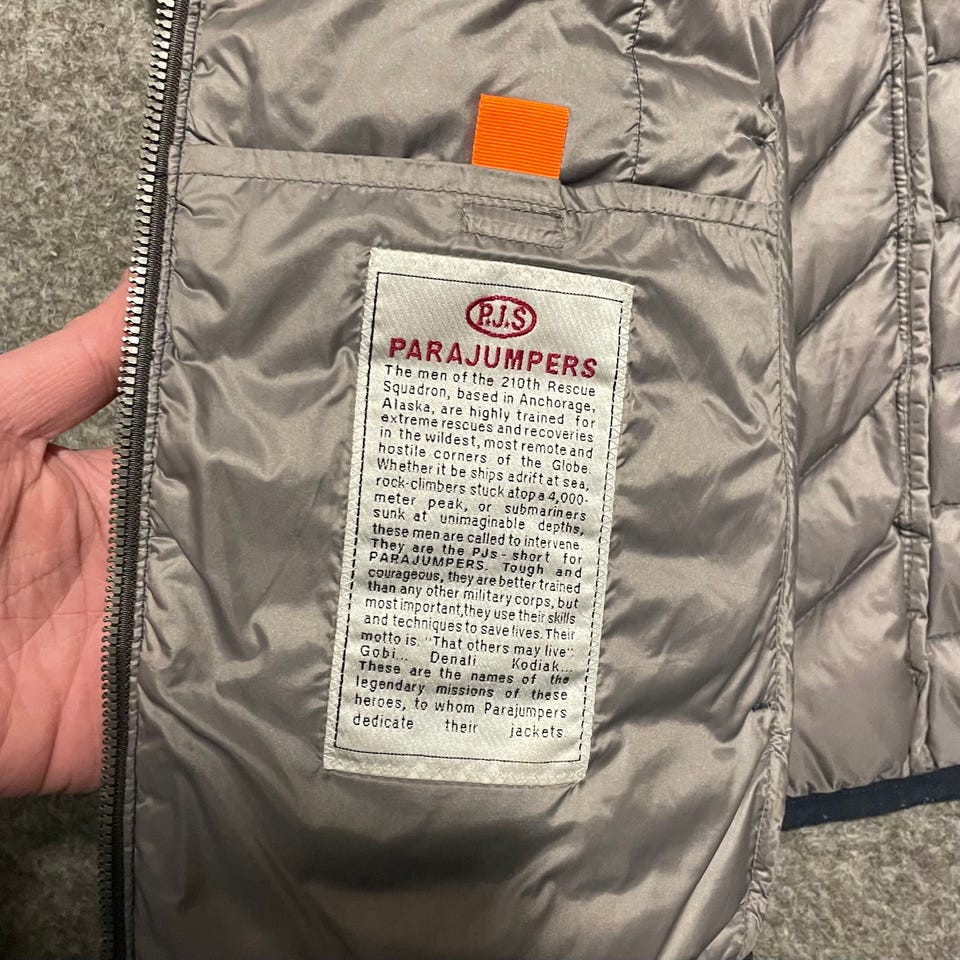 P.J.S
PARAJUMPERS
The men of the 210th Rescue
Squadron, based in Anchorage,
Alaska, are highly trained for
extreme rescues and recoveries
in the wildest, most remote and
hostile corners of the Globe.
Whether it be ships adrift at sea,
rock-climbers stuck atop a 4,000-
meter peak, or submariners
sunk at unimaginable depths,
these men are called to intervene.
They are the PJs - short for
PARAJUMPERS. Tough and
courageous, they are better trained
than any other military corps, but
most important,they use their skills
and techniques to save lives. Their
motto is: "That others may live":
Gobi... Denali Kodiak...
These are the names of the
legendary missions of these
heroes, to whom Parajumpers
dedicate their jackets.